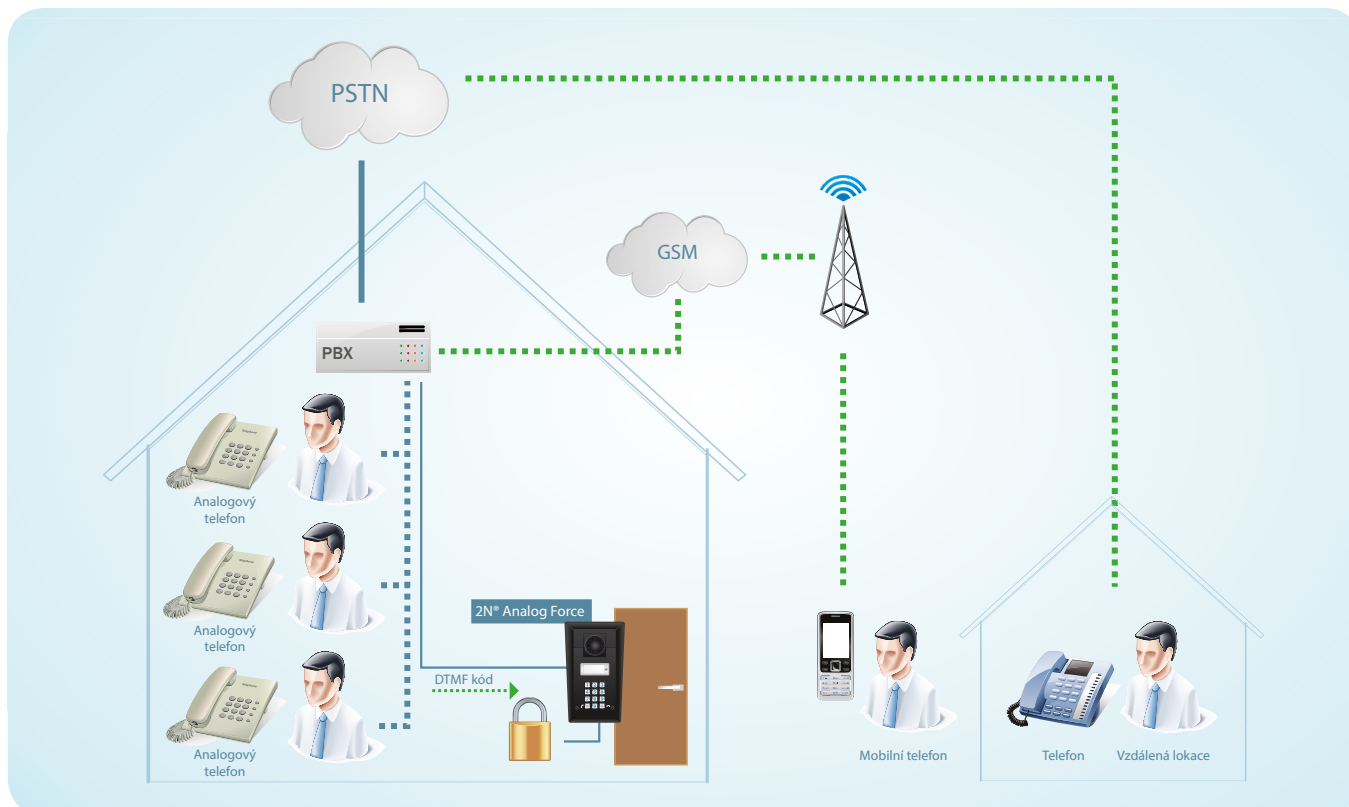 PSTN
GSM
PBX
Analogový
telefon
Analogový
telefon
2N® Analog Force
DTMF kód
Analogový
telefon
Mobilní telefon
Telefon
Vzdálená lokace